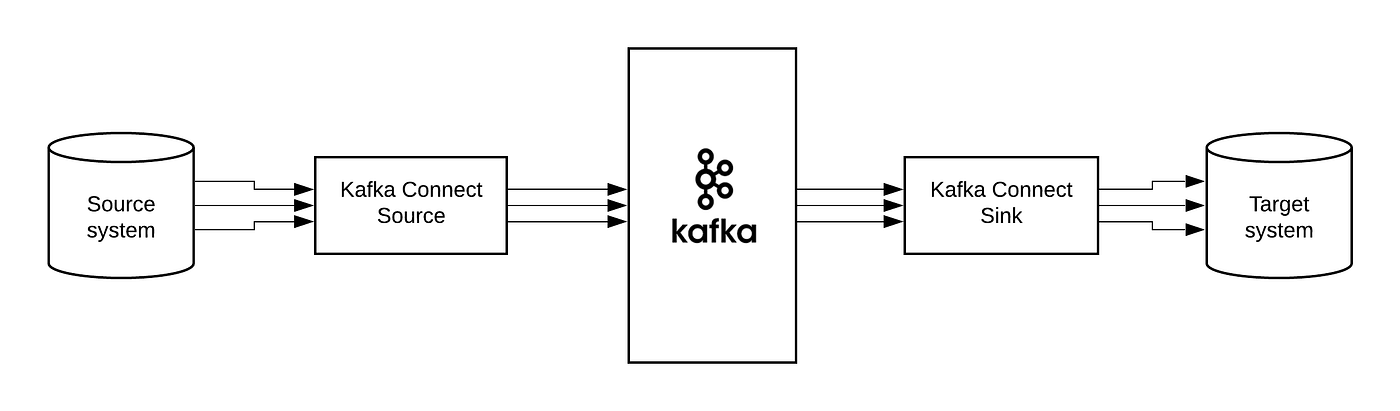 Source
system
Kafka Connect
Source
kafka
Kafka Connect
Sink
Target
system